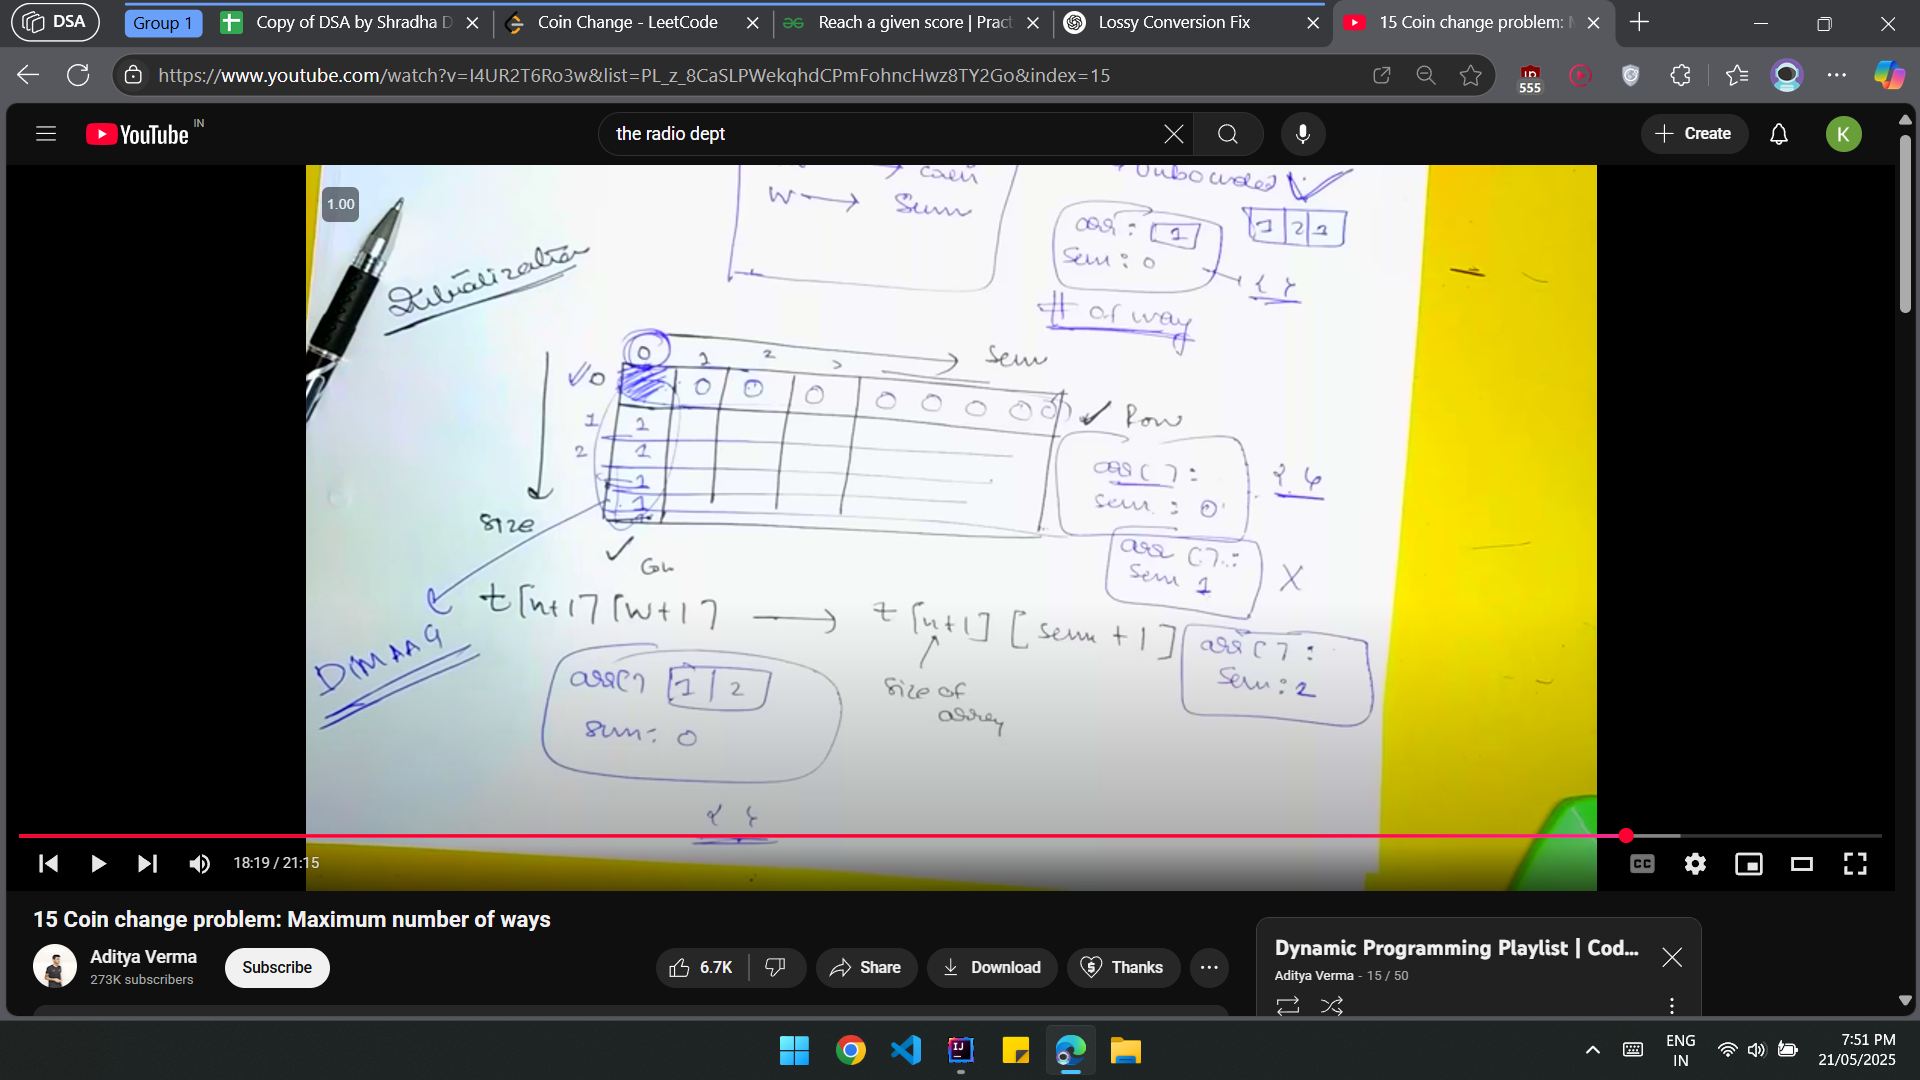 DSA
Group 1
Copy of DSA by Shradha D
Coin Change - LeetCode
Reach a given score | Pract
Lossy Conversion Fix
15 Coin change problem: M
https://www.youtube.com/watch?v=I4UR2T6Ro3w&list=PL_z_8CaSLPWekqhdCPmFohncHwz8TY2Go&index=15
555
YouTube IN
the radio dept
Create
K
1.00
→ Coin
W → Sum
Unbounded
arr: 1
Sum: 0
1 2 3
{ }
# of way
Initialization
0 1 2 3 → Sum
0 0 0 0 0 0 0 0 0
1 1
2 1
1
1
Row
size
arr[]:
sum: 0
{ }
arr []:
Sum 1
X
t[n+1][W+1] → t[n+1][sum+1]
arr[]:
Sum: 2
DIMAAG
arr[] 1 2
sum: 0
size of
array
{ }
18:19 / 21:15
CC
15 Coin change problem: Maximum number of ways
Aditya Verma
273K subscribers
Subscribe
6.7K
Share
Download
Thanks
Dynamic Programming Playlist | Cod...
Aditya Verma - 15 / 50
ENG
IN
7:51 PM
21/05/2025